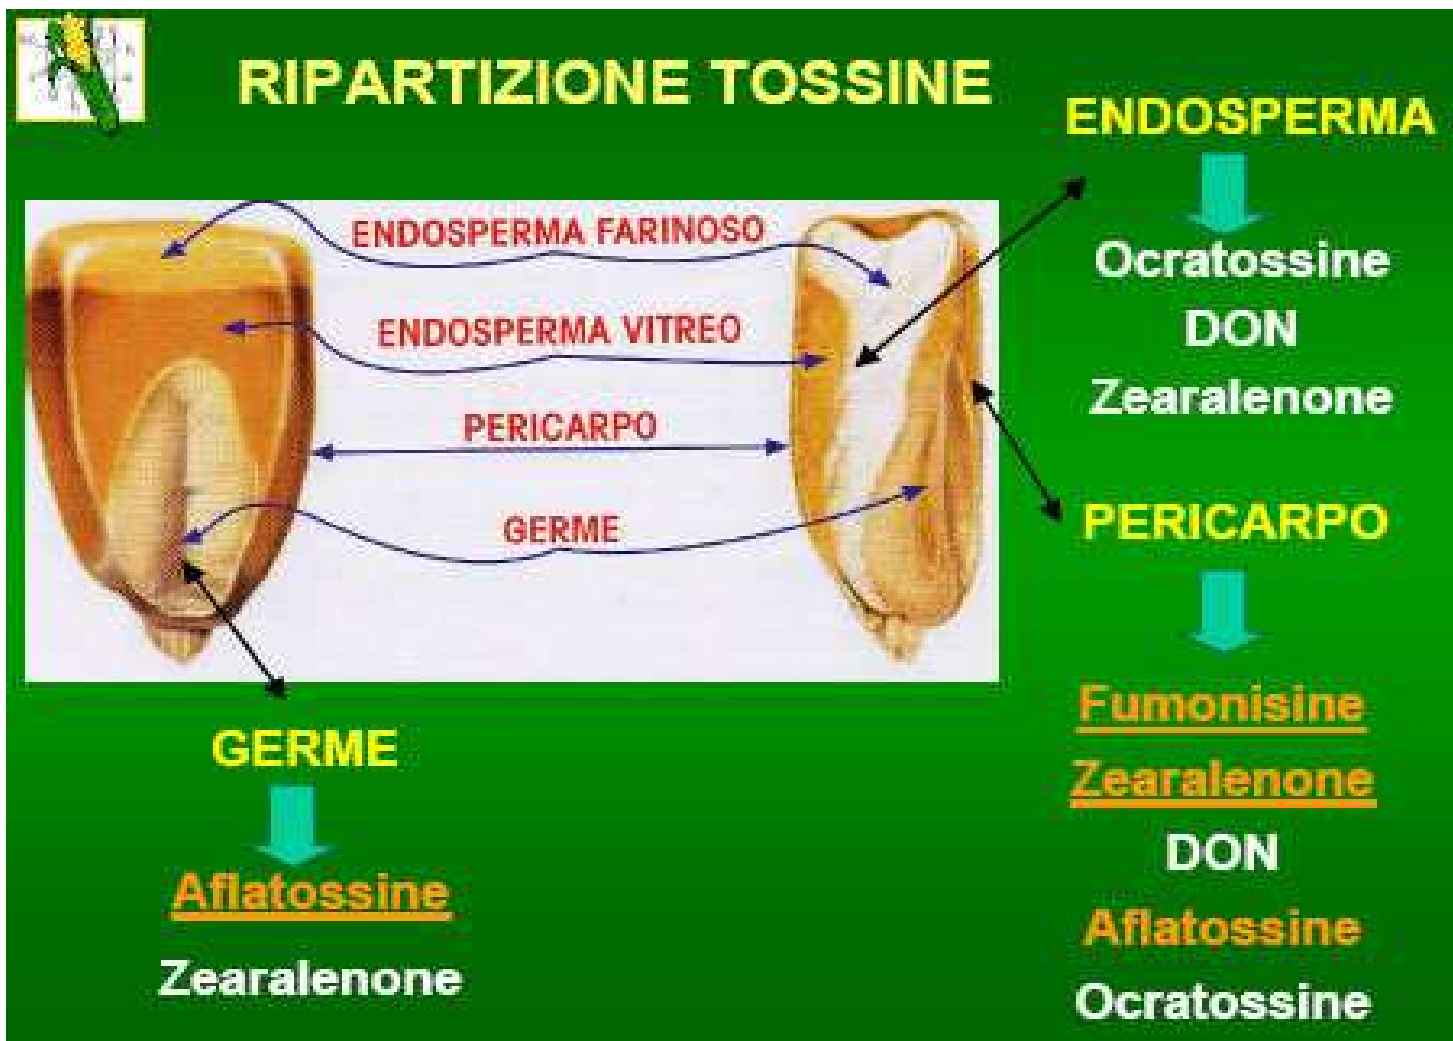 RIPARTIZIONE TOSSINE
ENDOSPERMA FARINOSO
ENDOSPERMA VITREO
PERICARPO
GERME
ENDOSPERMA
Ocratossine
DON
Zearalenone
PERICARPO
Fumonisine
Zearalenone
DON
Aflatossine
Ocratossine
GERME
Aflatossine
Zearalenone